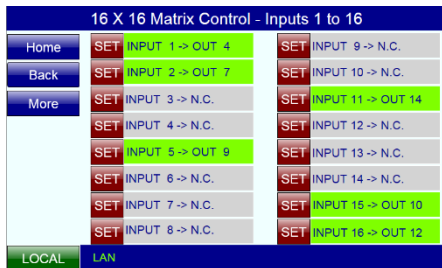 16 X 16 Matrix Control - Inputs 1 to 16
Home
Back
More
SET INPUT 1 -> OUT 4
SET INPUT 2 -> OUT 7
SET INPUT 3 -> N.C.
SET INPUT 4 -> N.C.
SET INPUT 5 -> OUT 9
SET INPUT 6 -> N.C.
SET INPUT 7 -> N.C.
SET INPUT 8 -> N.C.
SET INPUT 9 -> N.C.
SET INPUT 10 -> N.C.
SET INPUT 11 -> OUT 14
SET INPUT 12 -> N.C.
SET INPUT 13 -> N.C.
SET INPUT 14 -> N.C.
SET INPUT 15 -> OUT 10
SET INPUT 16 -> OUT 12
LOCAL LAN